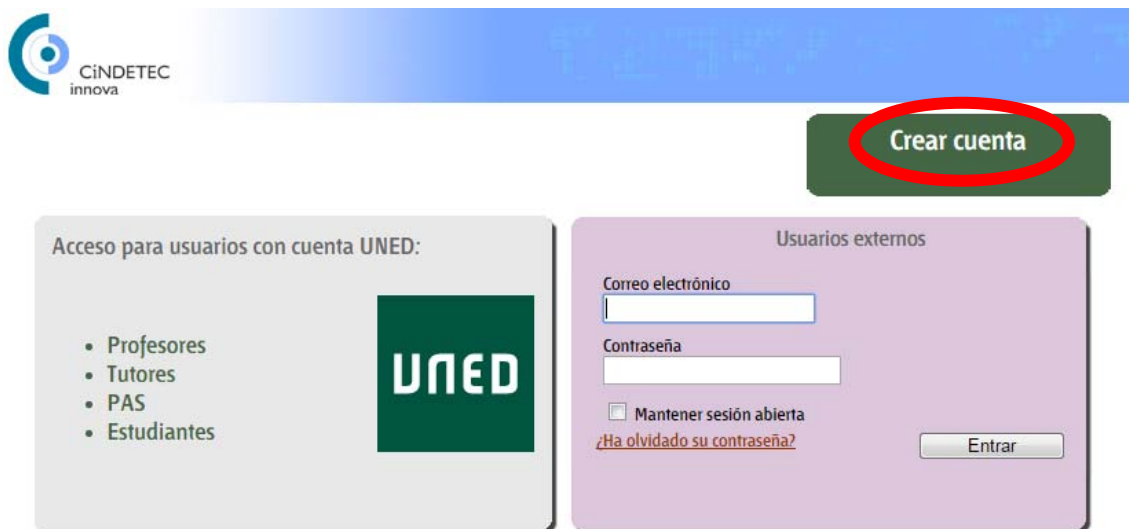 CiNDETEC
innova
Crear cuenta
Acceso para usuarios con cuenta UNED:
• Profesores
• Tutores
• PAS
• Estudiantes
UNED
Usuarios externos
Correo electrónico
Contraseña
Mantener sesión abierta
¿Ha olvidado su contraseña?
Entrar